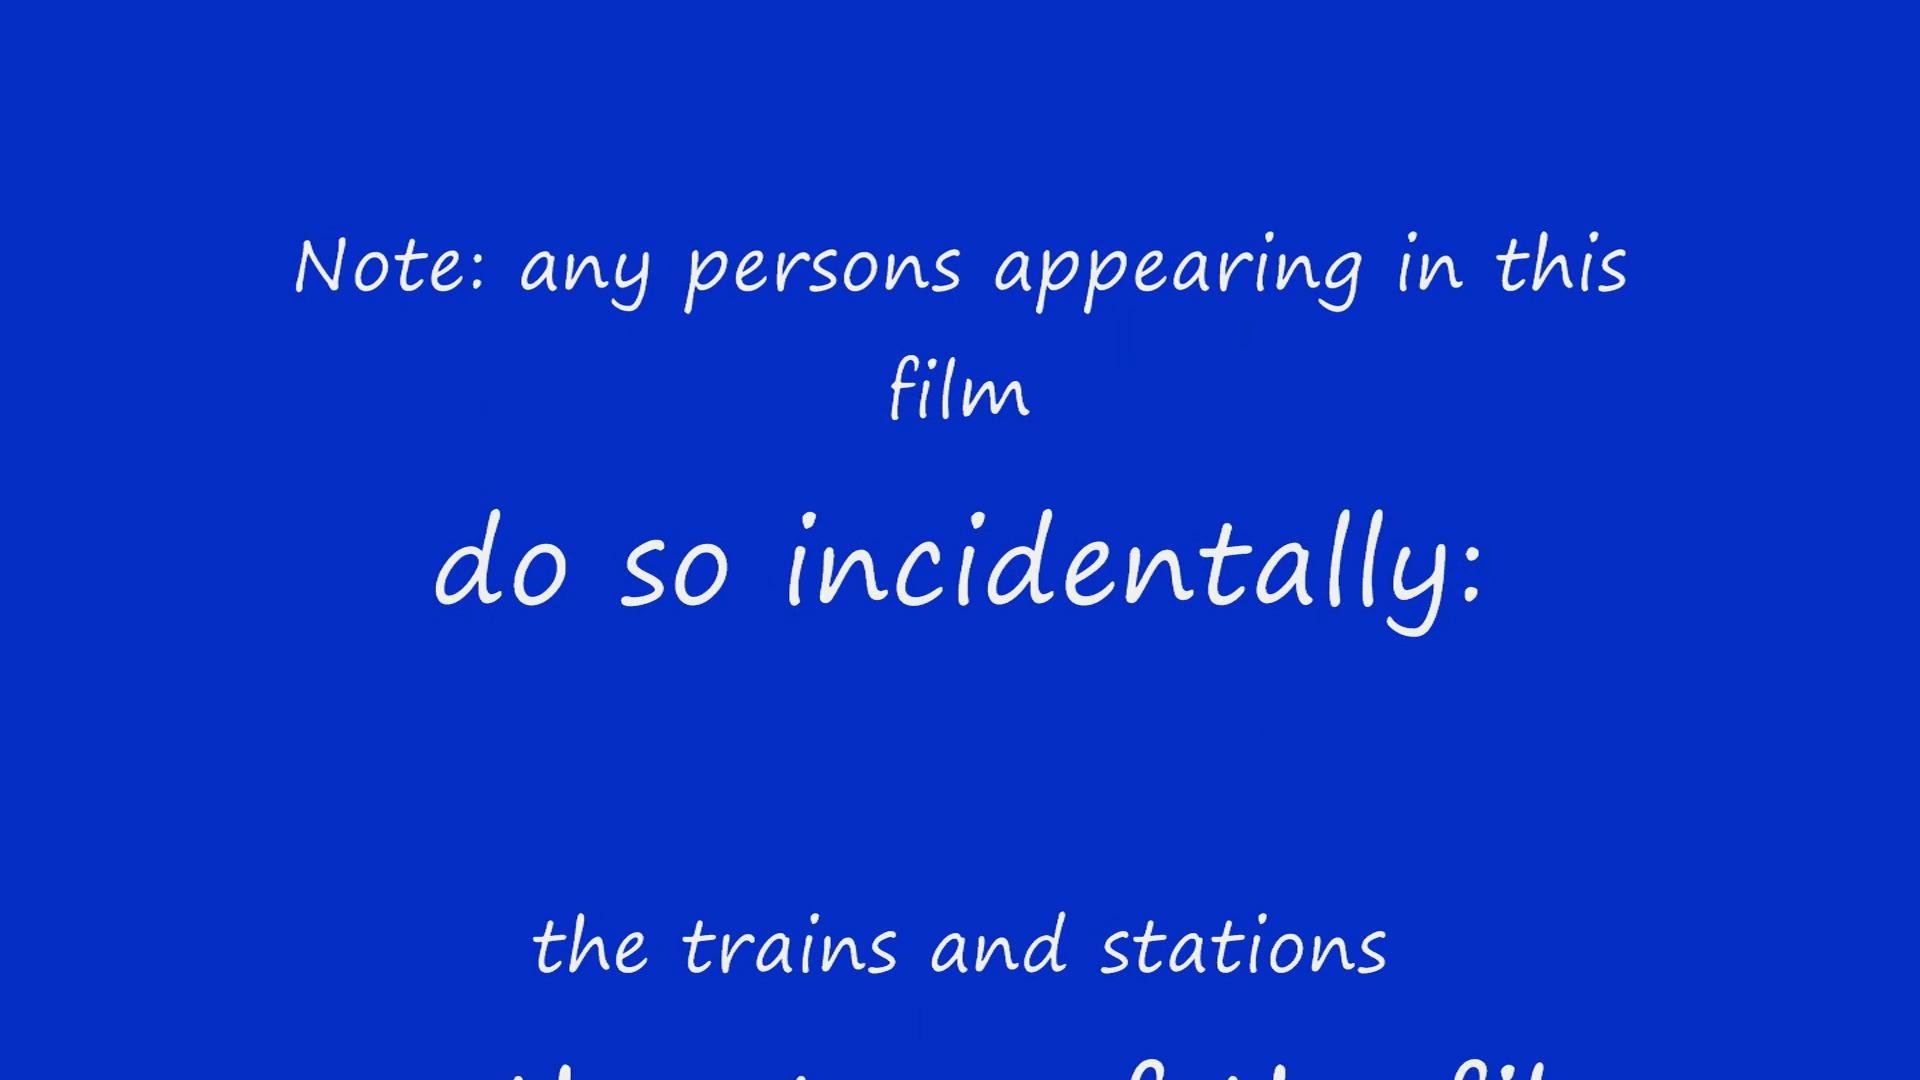 Note: any persons appearing in this
film
do so incidentally:
the trains and stations